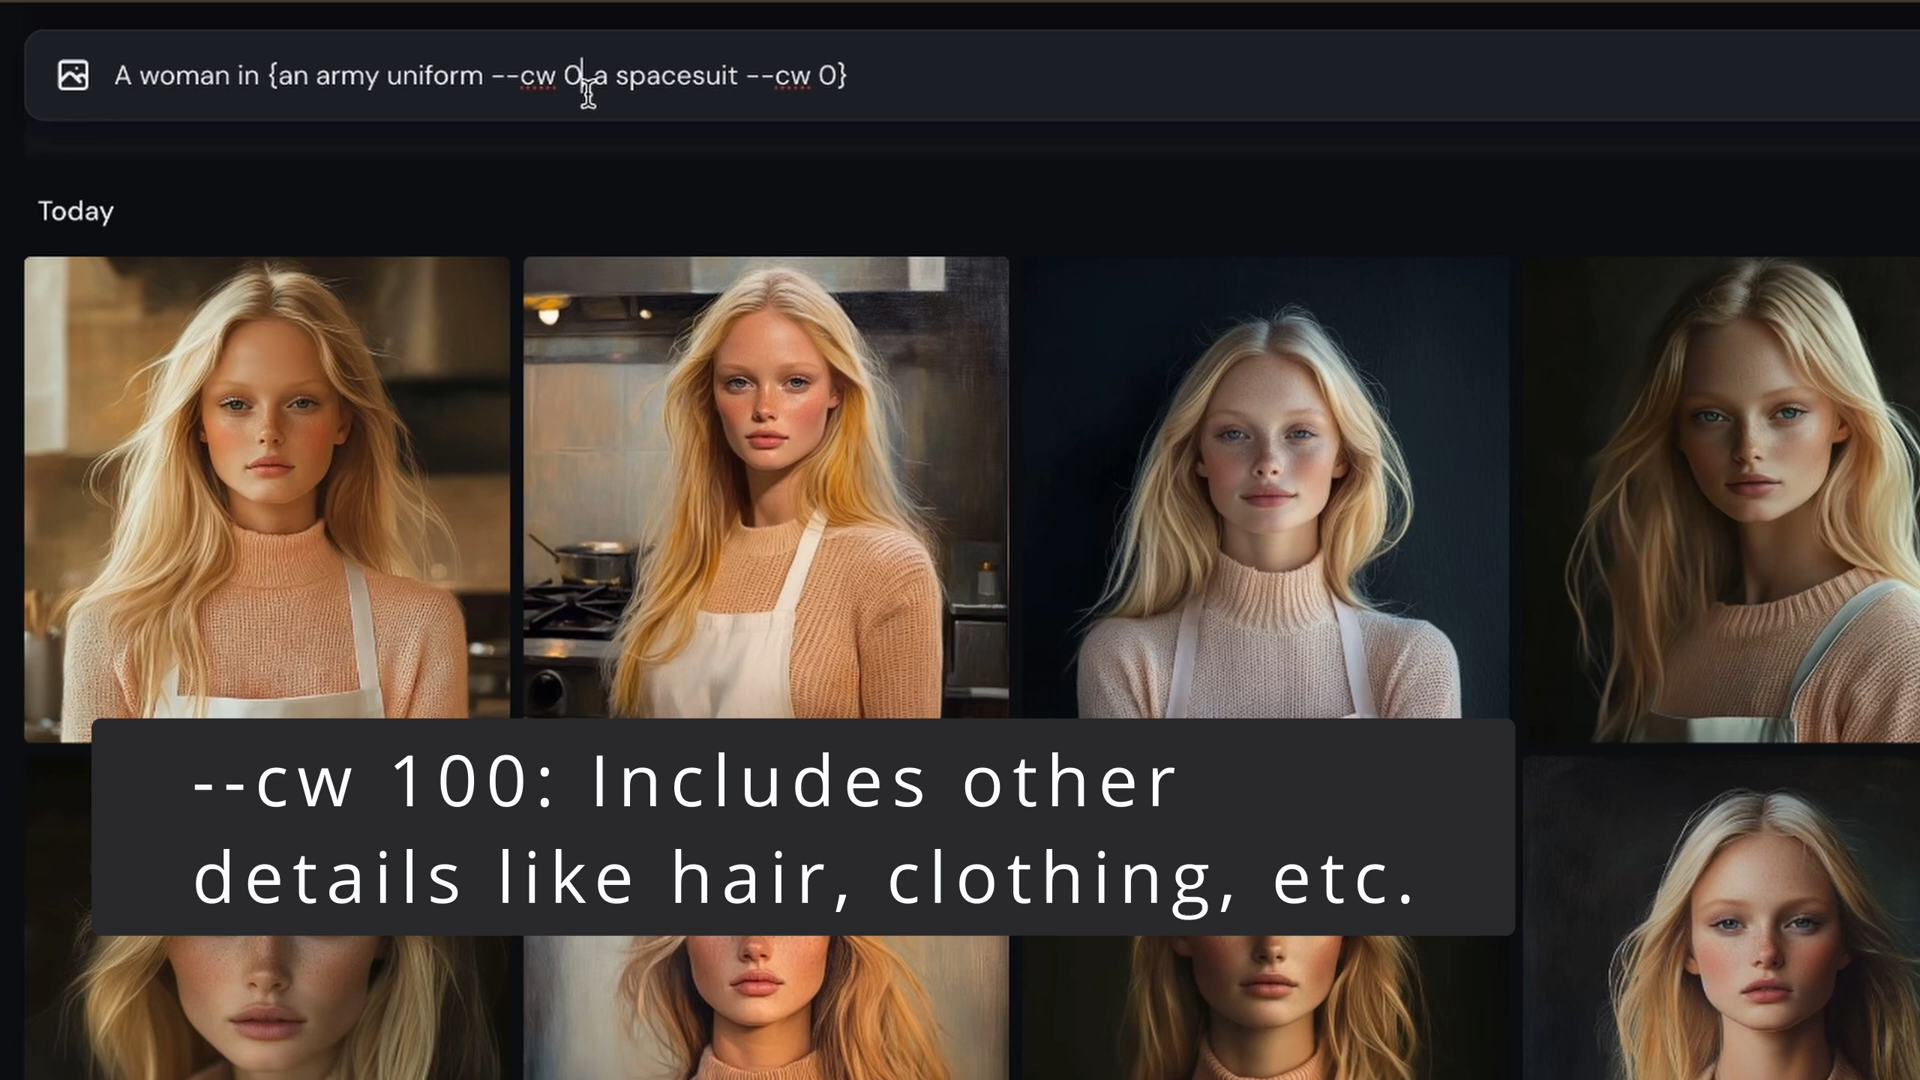 A woman in {an army uniform --cw 0, a spacesuit --cw 0}
Today
--cw 100: Includes other
details like hair, clothing, etc.